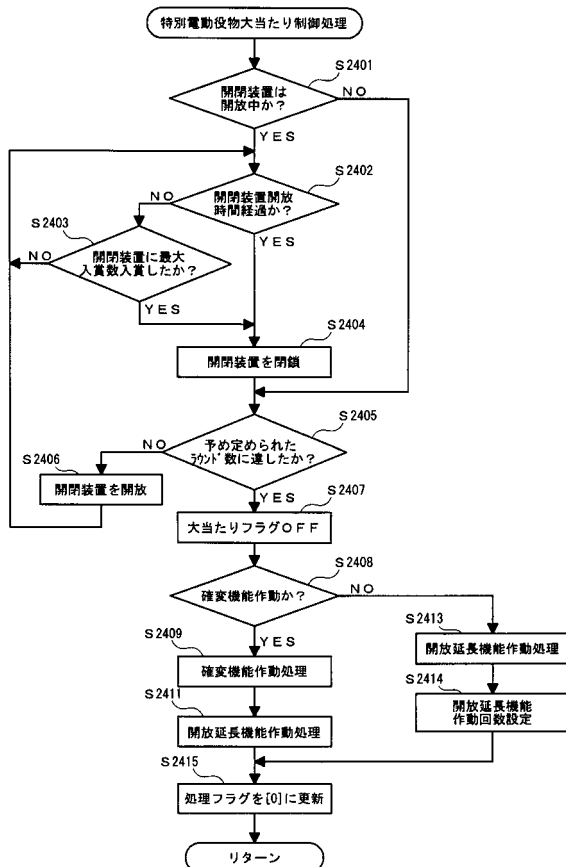 特別電動役物大当たり制御処理
S2401
開閉装置は
開放中か?
NO
YES
S2402
NO
開閉装置開放
時間経過か?
YES
S2403
NO
開閉装置に最大
入賞数入賞したか?
YES
S2404
開閉装置を閉鎖
S2405
NO
予め定められた
ラウンド数に達したか?
YES
S2406
開閉装置を開放
S2407
大当たりフラグOFF
S2408
確変機能作動か?
NO
YES
S2409
確変機能作動処理
S2413
開放延長機能作動処理
S2411
開放延長機能作動処理
S2414
開放延長機能
作動回数設定
S2415
処理フラグを[0]に更新
リターン